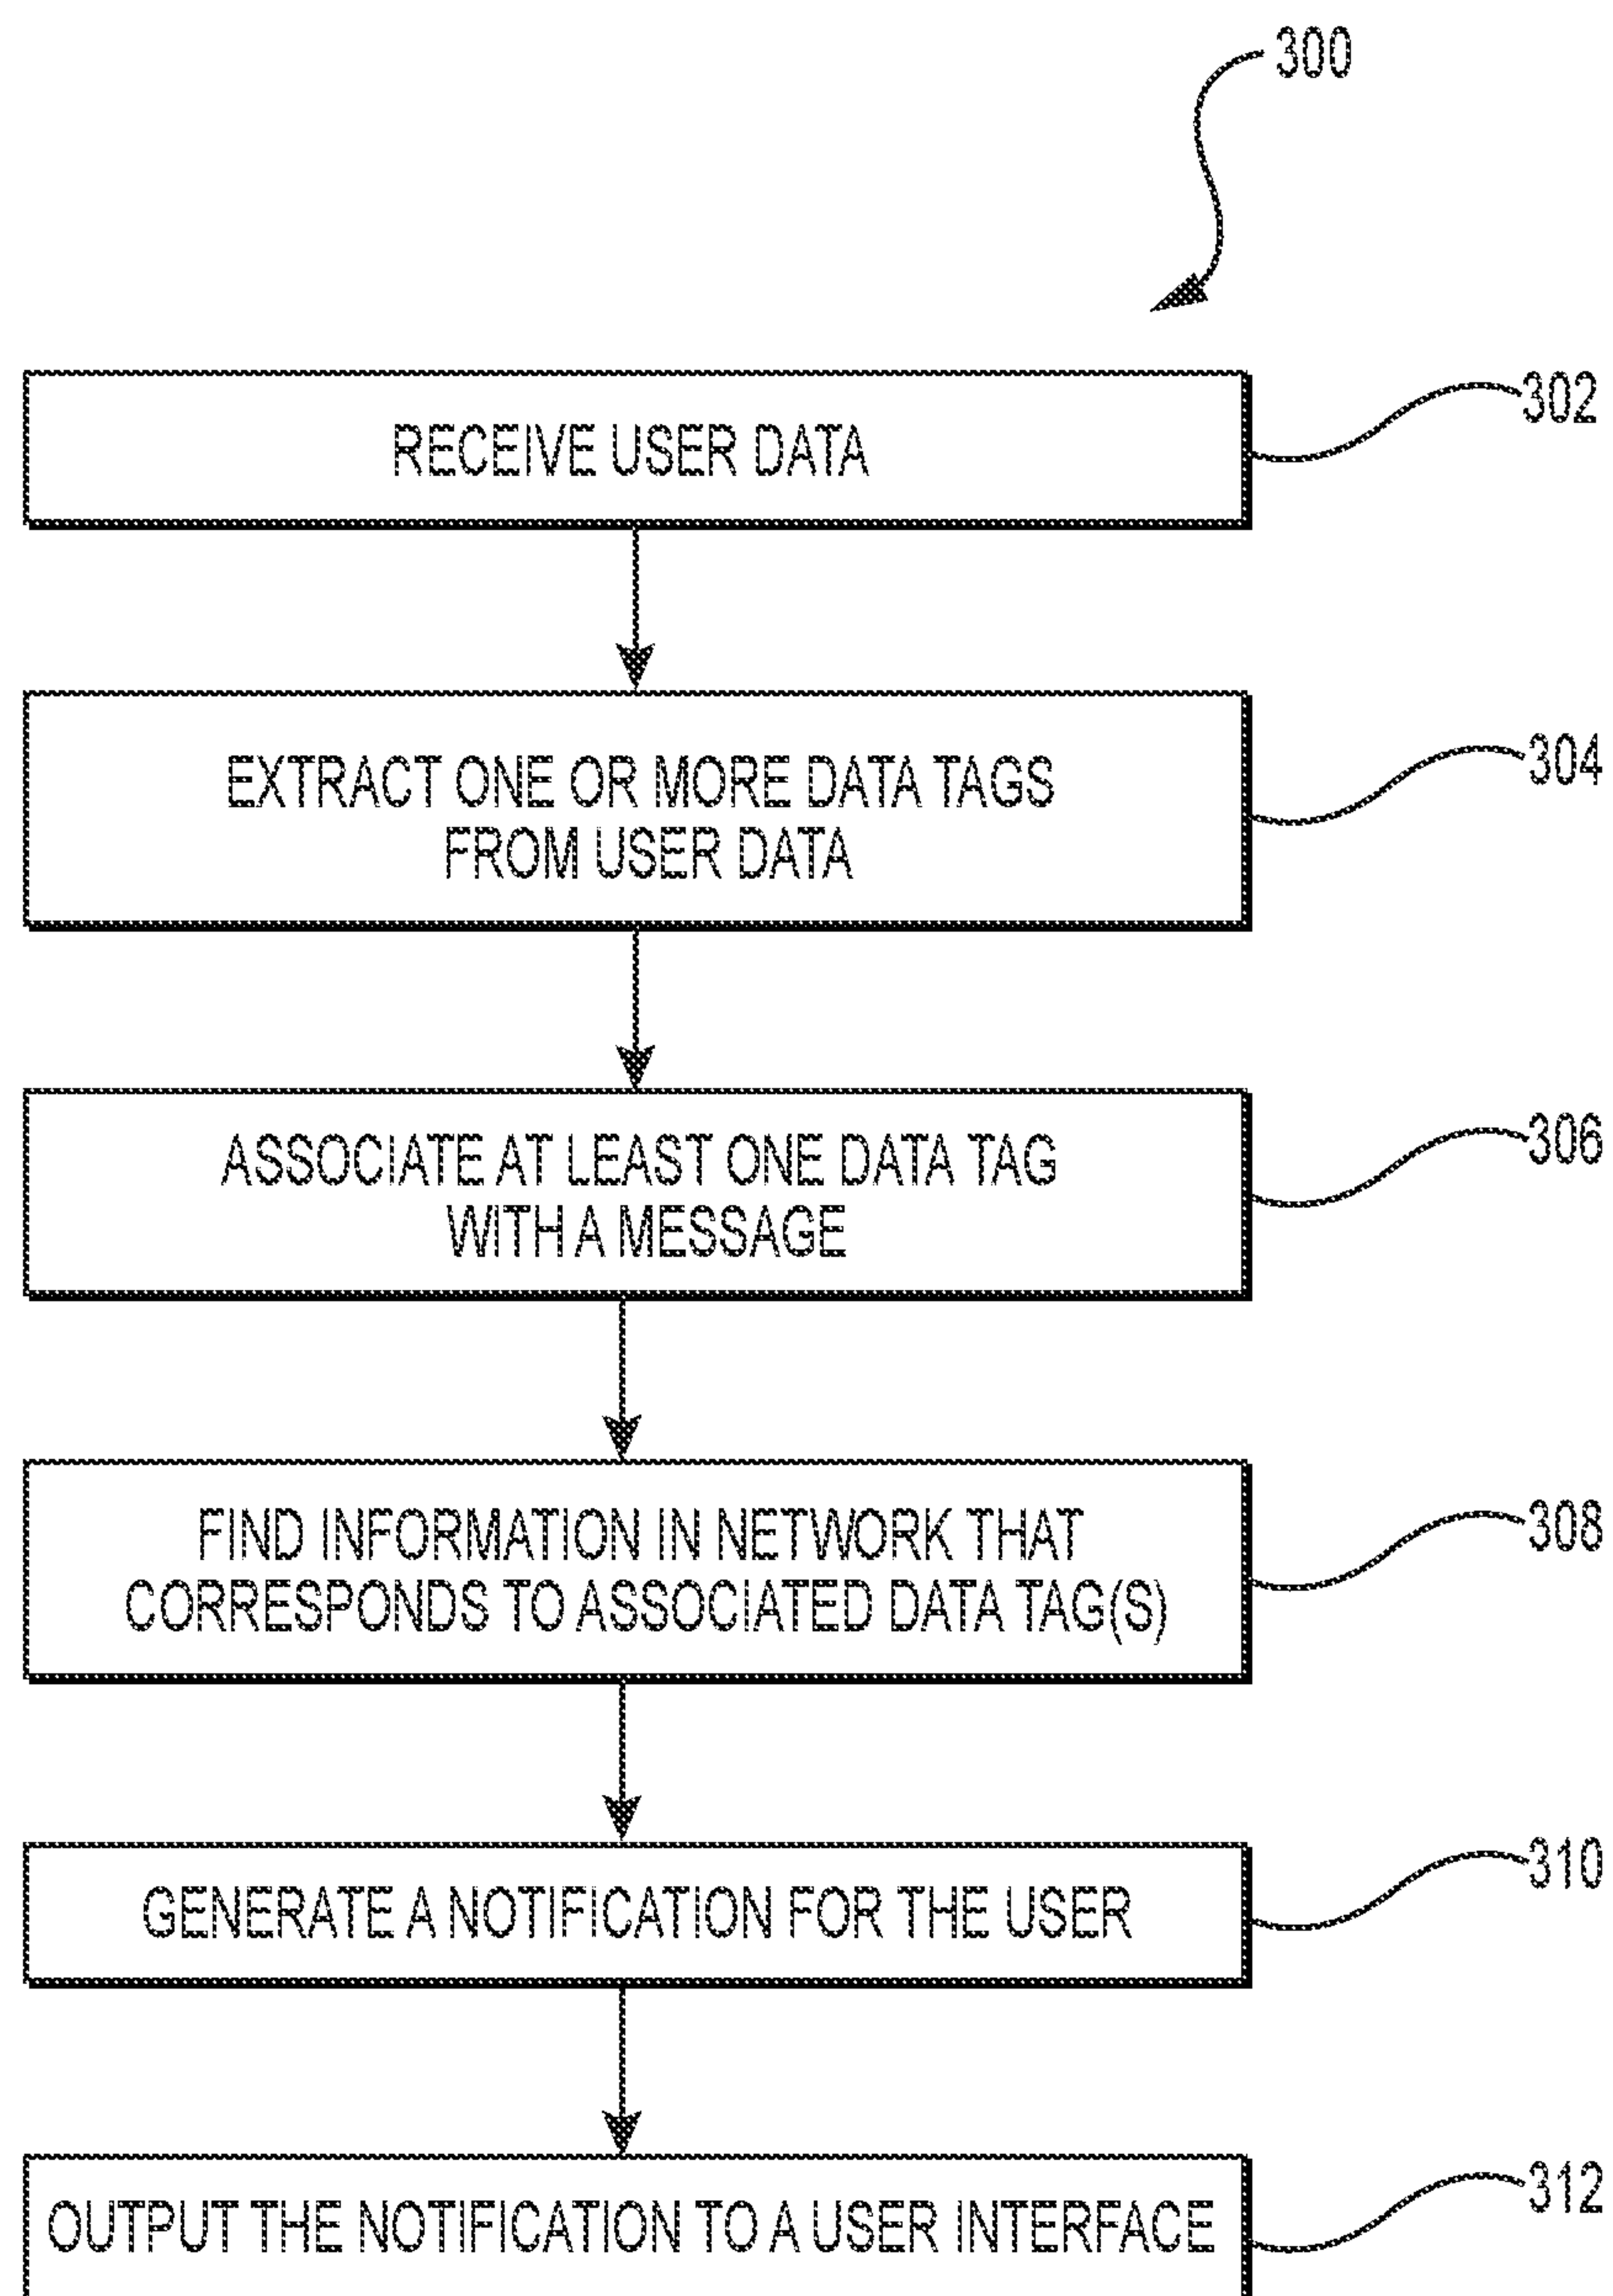 300
RECEIVE USER DATA
302
EXTRACT ONE OR MORE DATA TAGS
FROM USER DATA
304
ASSOCIATE AT LEAST ONE DATA TAG
WITH A MESSAGE
306
FIND INFORMATION IN NETWORK THAT
CORRESPONDS TO ASSOCIATED DATA TAG(S)
308
GENERATE A NOTIFICATION FOR THE USER
310
OUTPUT THE NOTIFICATION TO A USER INTERFACE
312